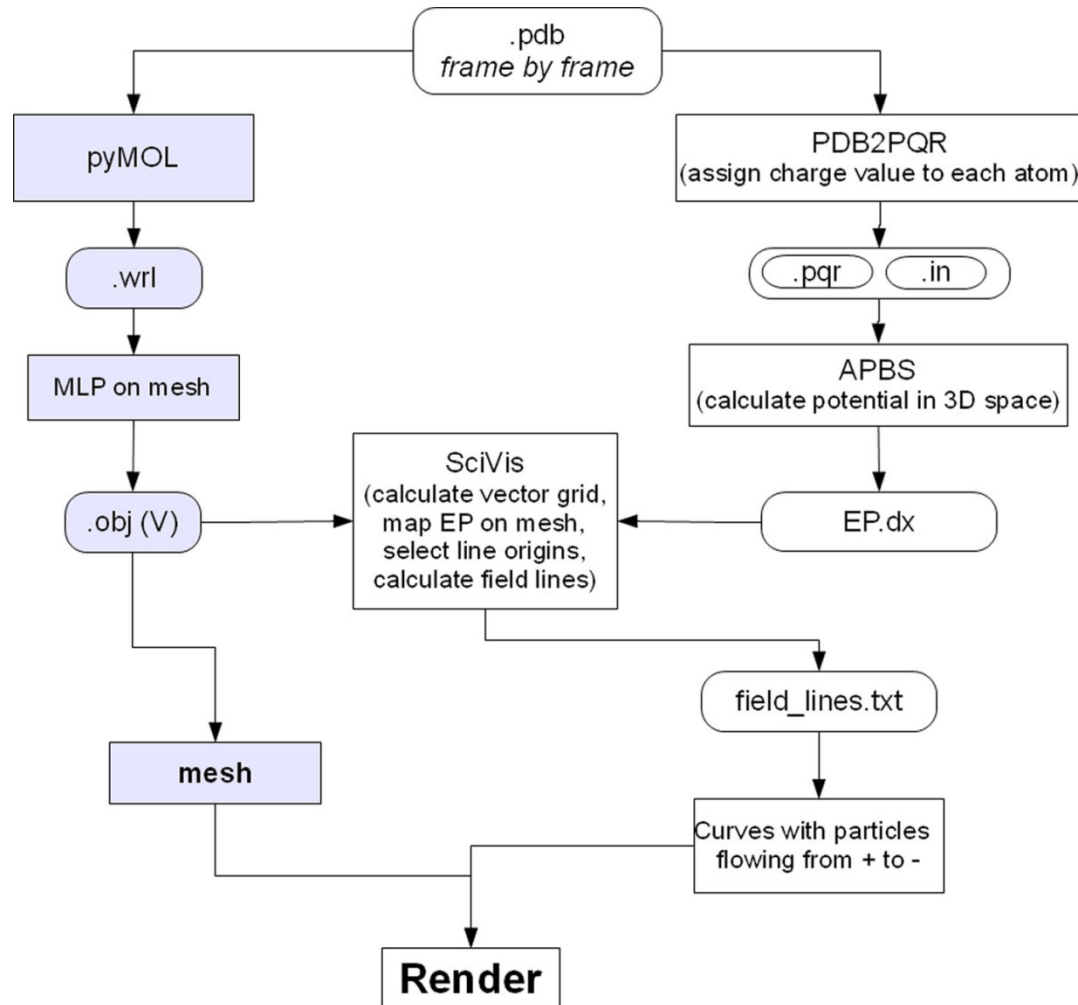 .pdb
frame by frame
pyMOL
PDB2PQR
(assign charge value to each atom)
.wrl
.pqr
.in
MLP on mesh
APBS
(calculate potential in 3D space)
SciVis
(calculate vector grid,
map EP on mesh,
select line origins,
calculate field lines)
.obj (V)
EP.dx
field_lines.txt
mesh
Curves with particles
flowing from + to -
Render